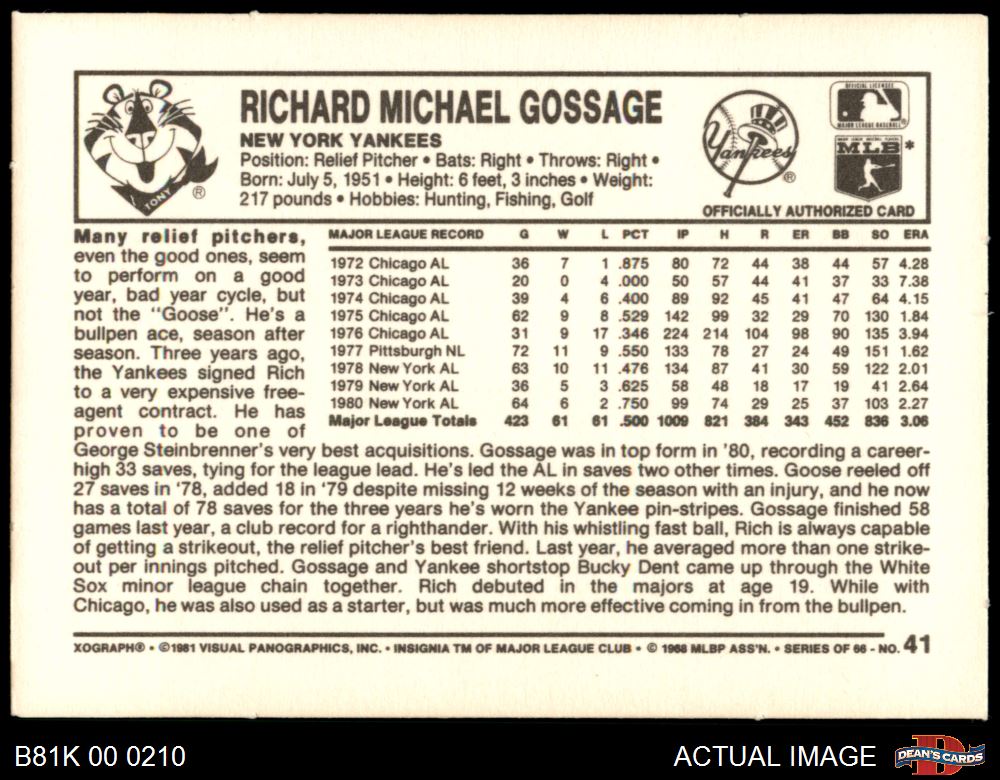 RICHARD MICHAEL GOSSAGE
NEW YORK YANKEES
Position: Relief Pitcher • Bats: Right • Throws: Right •
Born: July 5, 1951 • Height: 6 feet, 3 inches • Weight:
217 pounds • Hobbies: Hunting, Fishing, Golf
TONY
®
Yankees
®
OFFICIAL LICENSEE
MAJOR LEAGUE BASEBALL
MLB *
OFFICIALLY AUTHORIZED CARD
Many relief pitchers,
even the good ones, seem
to perform on a good
year, bad year cycle, but
not the "Goose". He's a
bullpen ace, season after
season. Three years ago,
the Yankees signed Rich
to a very expensive free-
agent contract. He has
proven to be one of
MAJOR LEAGUE RECORD G W L PCT IP H R ER BB SO ERA
1972 Chicago AL 36 7 1 .875 80 72 44 38 44 57 4.28
1973 Chicago AL 20 0 4 .000 50 57 44 41 37 33 7.38
1974 Chicago AL 39 4 6 .400 89 92 45 41 47 64 4.15
1975 Chicago AL 62 9 8 .529 142 99 32 29 70 130 1.84
1976 Chicago AL 31 9 17 .346 224 214 104 98 90 135 3.94
1977 Pittsburgh NL 72 11 9 .550 133 78 27 24 49 151 1.62
1978 New York AL 63 10 11 .476 134 87 41 30 59 122 2.01
1979 New York AL 36 5 3 .625 58 48 18 17 19 41 2.64
1980 New York AL 64 6 2 .750 99 74 29 25 37 103 2.27
Major League Totals 423 61 61 .500 1009 821 384 343 452 836 3.06
George Steinbrenner's very best acquisitions. Gossage was in top form in '80, recording a career-
high 33 saves, tying for the league lead. He's led the AL in saves two other times. Goose reeled off
27 saves in '78, added 18 in '79 despite missing 12 weeks of the season with an injury, and he now
has a total of 78 saves for the three years he's worn the Yankee pin-stripes. Gossage finished 58
games last year, a club record for a righthander. With his whistling fast ball, Rich is always capable
of getting a strikeout, the relief pitcher's best friend. Last year, he averaged more than one strike-
out per innings pitched. Gossage and Yankee shortstop Bucky Dent came up through the White
Sox minor league chain together. Rich debuted in the majors at age 19. While with
Chicago, he was also used as a starter, but was much more effective coming in from the bullpen.
XOGRAPH® • ©1981 VISUAL PANOGRAPHICS, INC. • INSIGNIA TM OF MAJOR LEAGUE CLUB • © 1968 MLBP ASS'N. • SERIES OF 66 - NO. 41
B81K 00 0210
ACTUAL IMAGE
DEAN'S CARDS